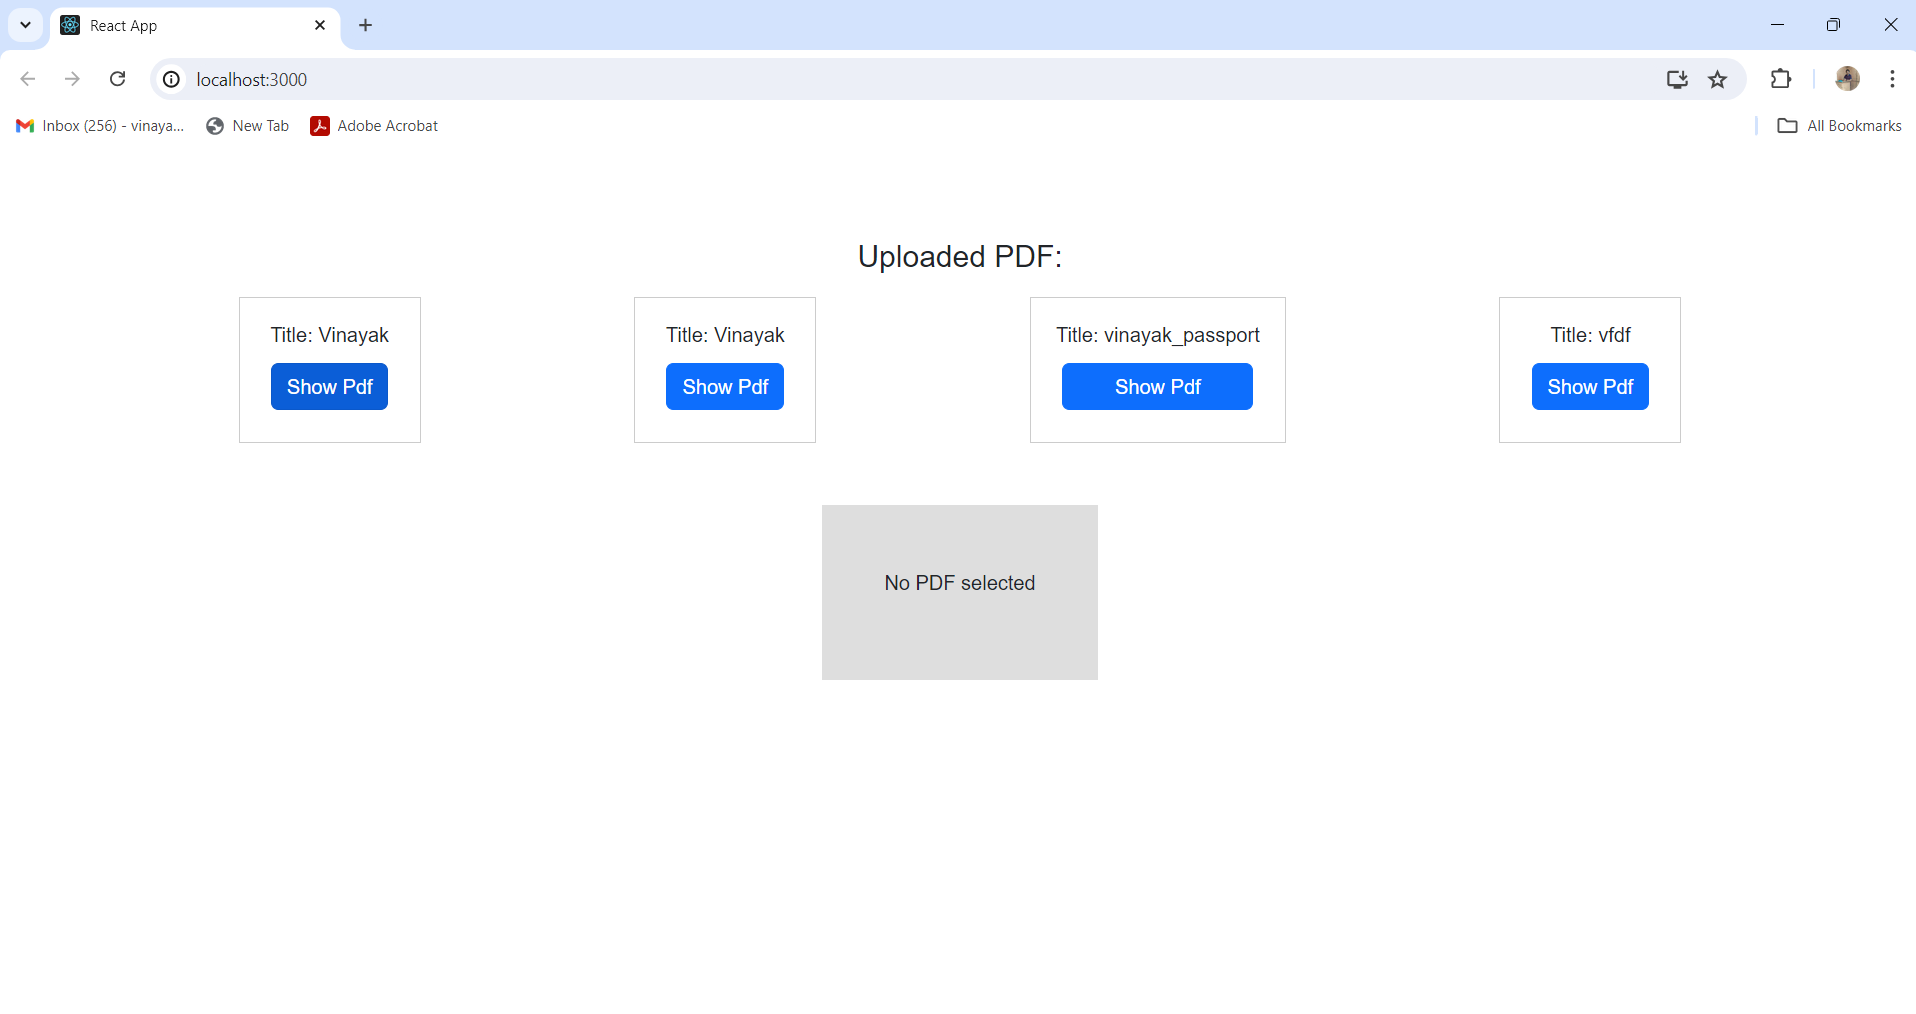 React App
localhost:3000
Inbox (256) - vinaya...
New Tab
Adobe Acrobat
All Bookmarks
Uploaded PDF:
Title: Vinayak
Show Pdf
Title: Vinayak
Show Pdf
Title: vinayak_passport
Show Pdf
Title: vfdf
Show Pdf
No PDF selected